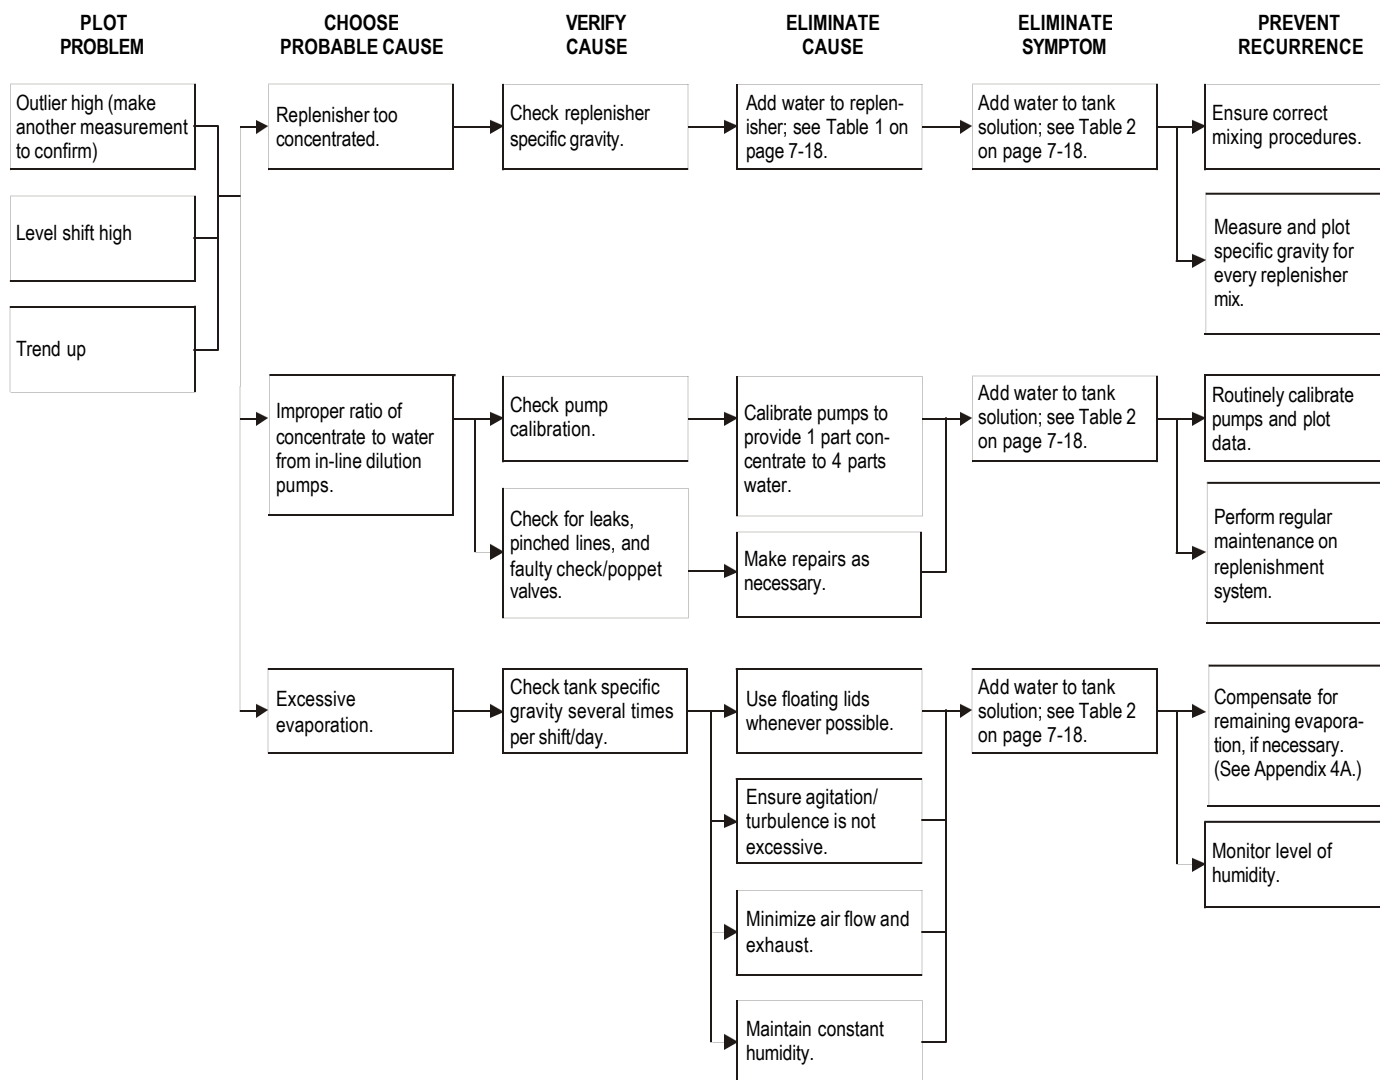 PLOT
PROBLEM
CHOOSE
PROBABLE CAUSE
VERIFY
CAUSE
ELIMINATE
CAUSE
ELIMINATE
SYMPTOM
PREVENT
RECURRENCE
Outlier high (make
another measurement
to confirm)
Level shift high
Trend up
Replenisher too
concentrated.
Check replenisher
specific gravity.
Add water to replen-
isher; see Table 1 on
page 7-18.
Add water to tank
solution; see Table 2
on page 7-18.
Ensure correct
mixing procedures.
Measure and plot
specific gravity for
every replenisher
mix.
Improper ratio of
concentrate to water
from in-line dilution
pumps.
Check pump
calibration.
Check for leaks,
pinched lines, and
faulty check/poppet
valves.
Calibrate pumps to
provide 1 part con-
centrate to 4 parts
water.
Make repairs as
necessary.
Add water to tank
solution; see Table 2
on page 7-18.
Routinely calibrate
pumps and plot
data.
Perform regular
maintenance on
replenishment
system.
Excessive
evaporation.
Check tank specific
gravity several times
per shift/day.
Use floating lids
whenever possible.
Ensure agitation/
turbulence is not
excessive.
Minimize air flow and
exhaust.
Maintain constant
humidity.
Add water to tank
solution; see Table 2
on page 7-18.
Compensate for
remaining evapora-
tion, if necessary.
(See Appendix 4A.)
Monitor level of
humidity.